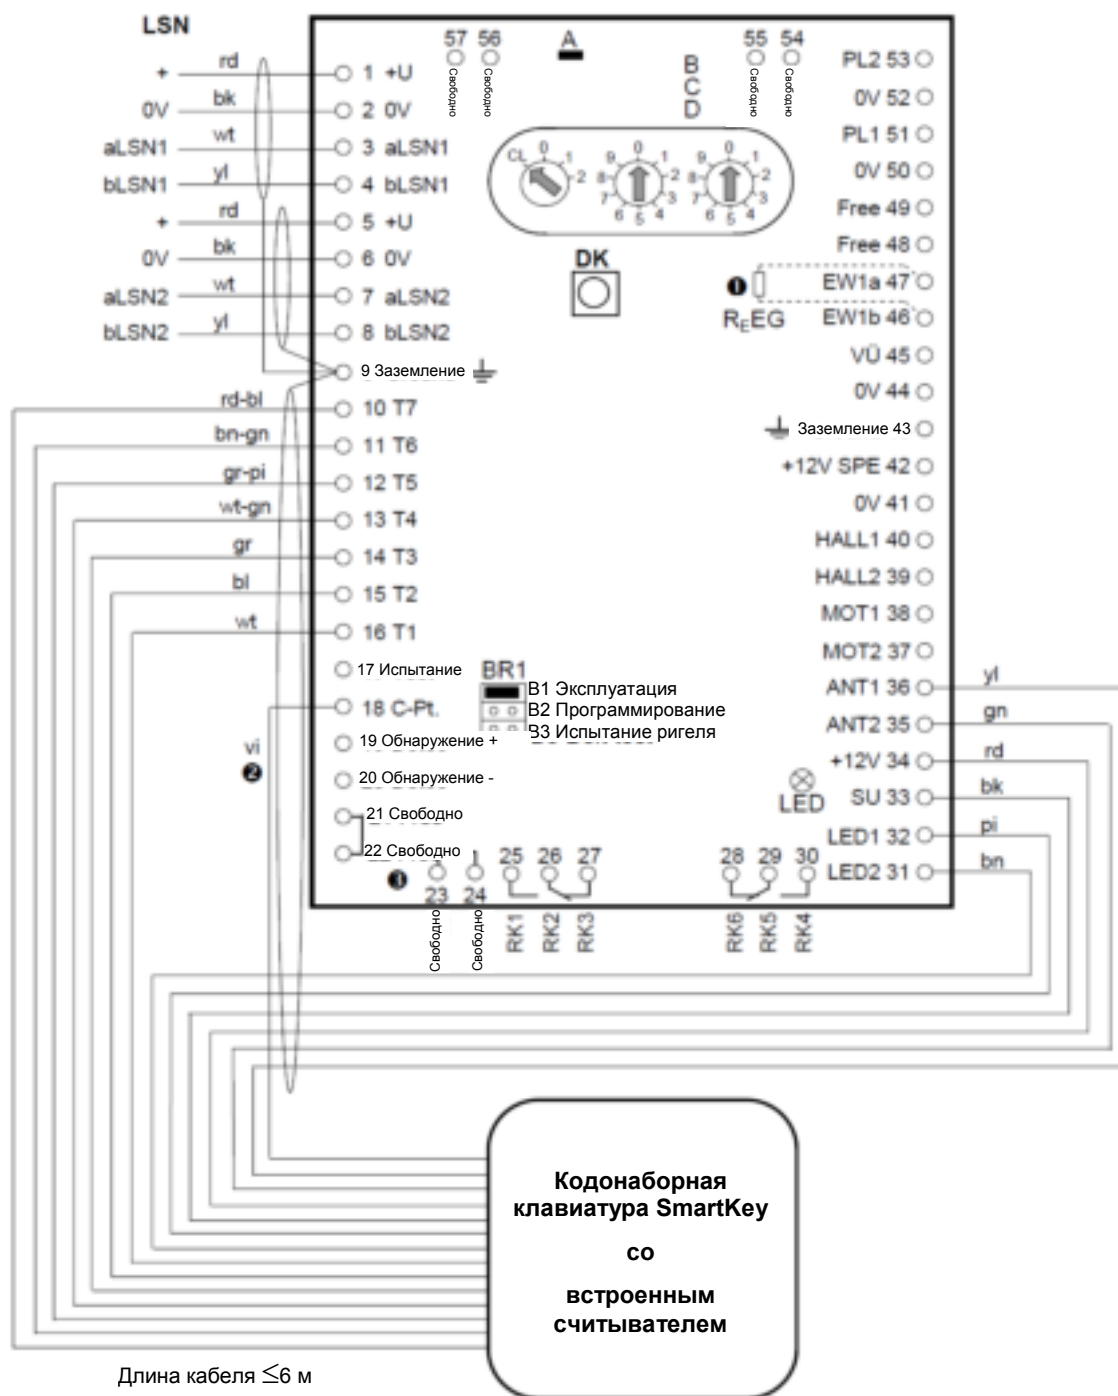 LSN
57 56 A 55 54
Свободно Свободно Свободно Свободно
B
C
D
+ rd 1 +U
0V bk 2 0V
aLSN1 wt 3 aLSN1
bLSN1 yl 4 bLSN1
+ rd 5 +U
0V bk 6 0V
aLSN2 wt 7 aLSN2
bLSN2 yl 8 bLSN2
9 Заземление
rd-bl 10 T7
bn-gn 11 T6
gr-pi 12 T5
wt-gn 13 T4
gr 14 T3
bl 15 T2
wt 16 T1
17 Испытание
18 C-Pt.
vi
❷
19 Обнаружение +
20 Обнаружение -
21 Свободно
22 Свободно
❸
CL 0 1 2
0 1 2 3 4 5 6 7 8 9
0 1 2 3 4 5 6 7 8 9
DK
❶
REEG
BR1
B1 Эксплуатация
B2 Программирование
B3 Испытание ригеля
LED
PL2 53
0V 52
PL1 51
0V 50
Free 49
Free 48
EW1a 47
EW1b 46
VÜ 45
0V 44
Заземление 43
+12V SPE 42
0V 41
HALL1 40
HALL2 39
MOT1 38
MOT2 37
ANT1 36 yl
ANT2 35 gn
+12V 34 rd
SU 33 bk
LED1 32 pi
LED2 31 bn
23 24 25 26 27 28 29 30
Свободно Свободно RK1 RK2 RK3 RK6 RK5 RK4
Кодонаборная
клавиатура SmartKey
со
встроенным
считывателем
Длина кабеля ≤6 м